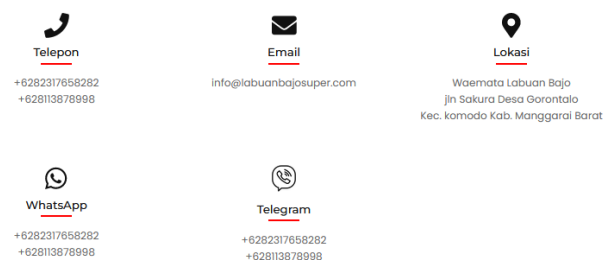 Telepon
+6282317658282
+628113878998
Email
info@labuanbajosuper.com
Lokasi
Waemata Labuan Bajo
jln Sakura Desa Gorontalo
Kec. komodo Kab. Manggarai Barat
WhatsApp
+6282317658282
+628113878998
Telegram
+6282317658282
+628113878998